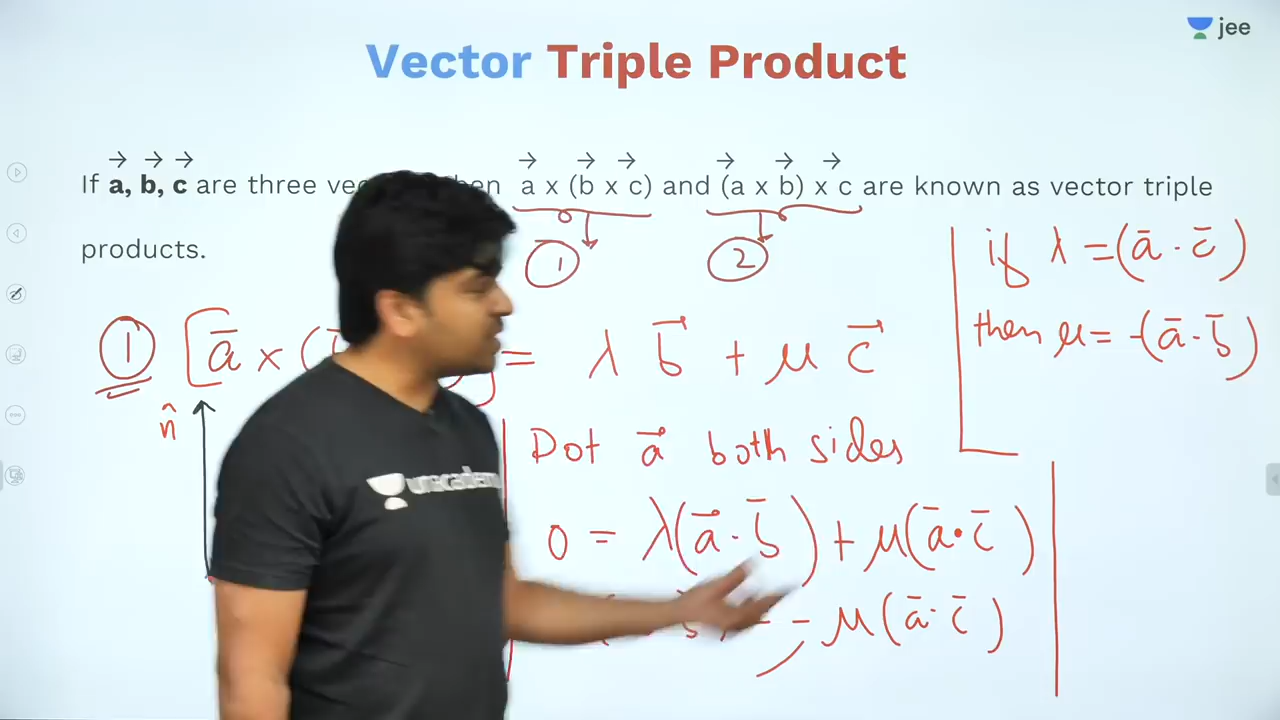 jee
Vector Triple Product
If a, b, c are three vec then a x (b x c) and (a x b) x c are known as vector triple
products.
① ②
if λ = (a̅ · c̅)
then μ = -(a̅ · b̅)
① [a̅ × ( = λ b⃗ + μ c⃗
n̂
Dot a⃗ both sides
0 = λ(a⃗ · b̅) + μ(a̅ · c̅)
- μ(a̅ · c̅)
unacademy